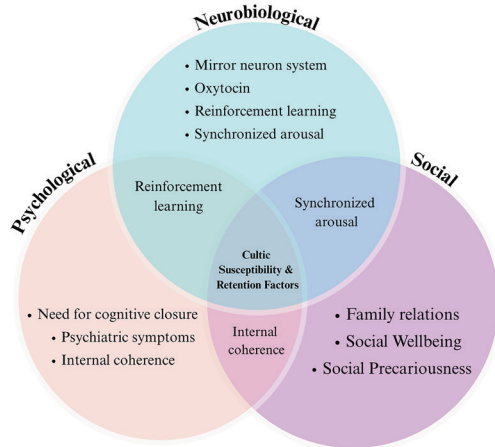 Neurobiological
• Mirror neuron system
• Oxytocin
• Reinforcement learning
• Synchronized arousal
Psychological
Social
Reinforcement
learning
Synchronized
arousal
Cultic
Susceptibility &
Retention Factors
• Need for cognitive closure
• Psychiatric symptoms
• Internal coherence
Internal
coherence
• Family relations
• Social Wellbeing
• Social Precariousness